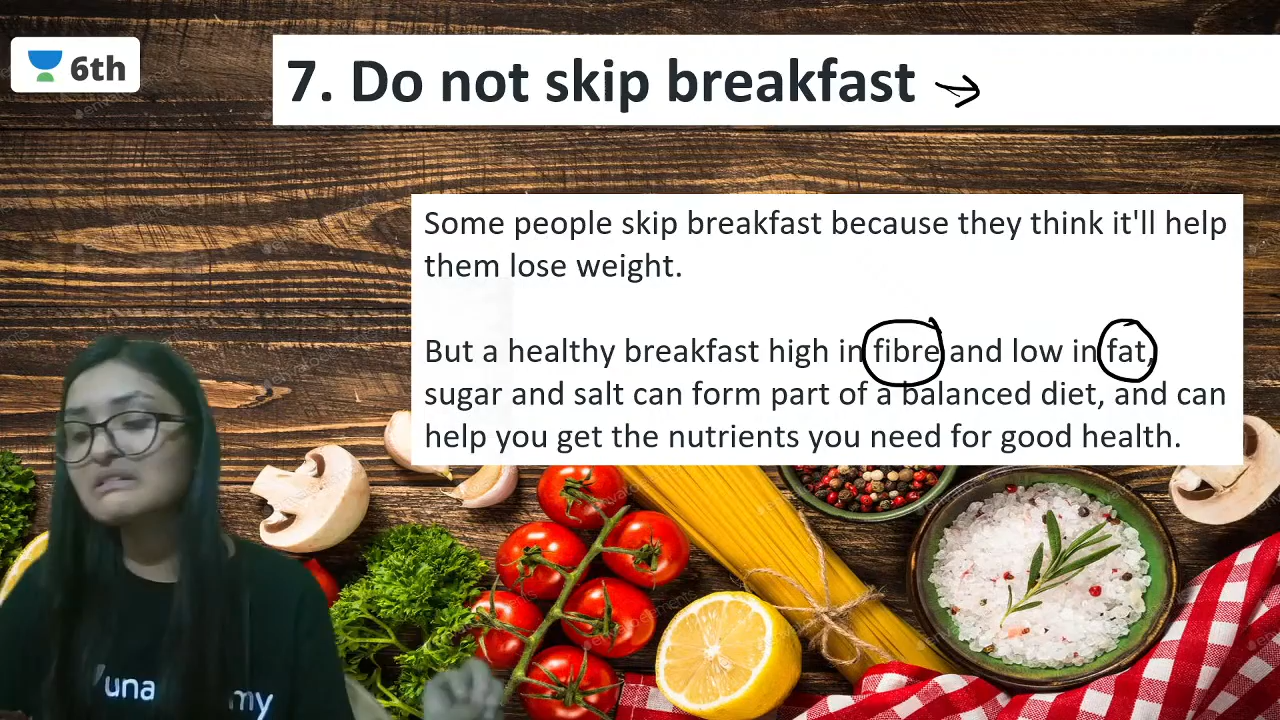 6th
7. Do not skip breakfast
Some people skip breakfast because they think it'll help
them lose weight.
But a healthy breakfast high in fibre and low in fat,
sugar and salt can form part of a balanced diet, and can
help you get the nutrients you need for good health.
una my